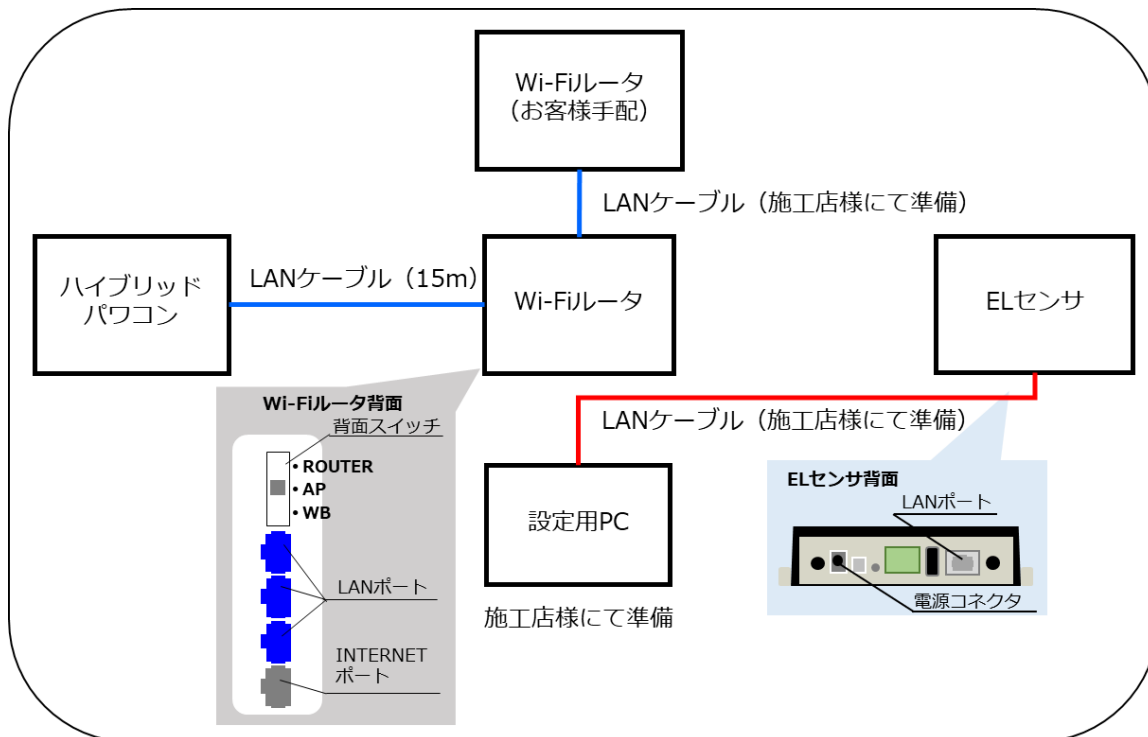 Wi-Fiルータ
（お客様手配）
LANケーブル（施工店様にて準備）
ハイブリッド
パワコン
LANケーブル（15m）
Wi-Fiルータ
ELセンサ
LANケーブル（施工店様にて準備）
設定用PC
施工店様にて準備
Wi-Fiルータ背面
背面スイッチ
• ROUTER
• AP
• WB
LANポート
INTERNET
ポート
ELセンサ背面
LANポート
電源コネクタ